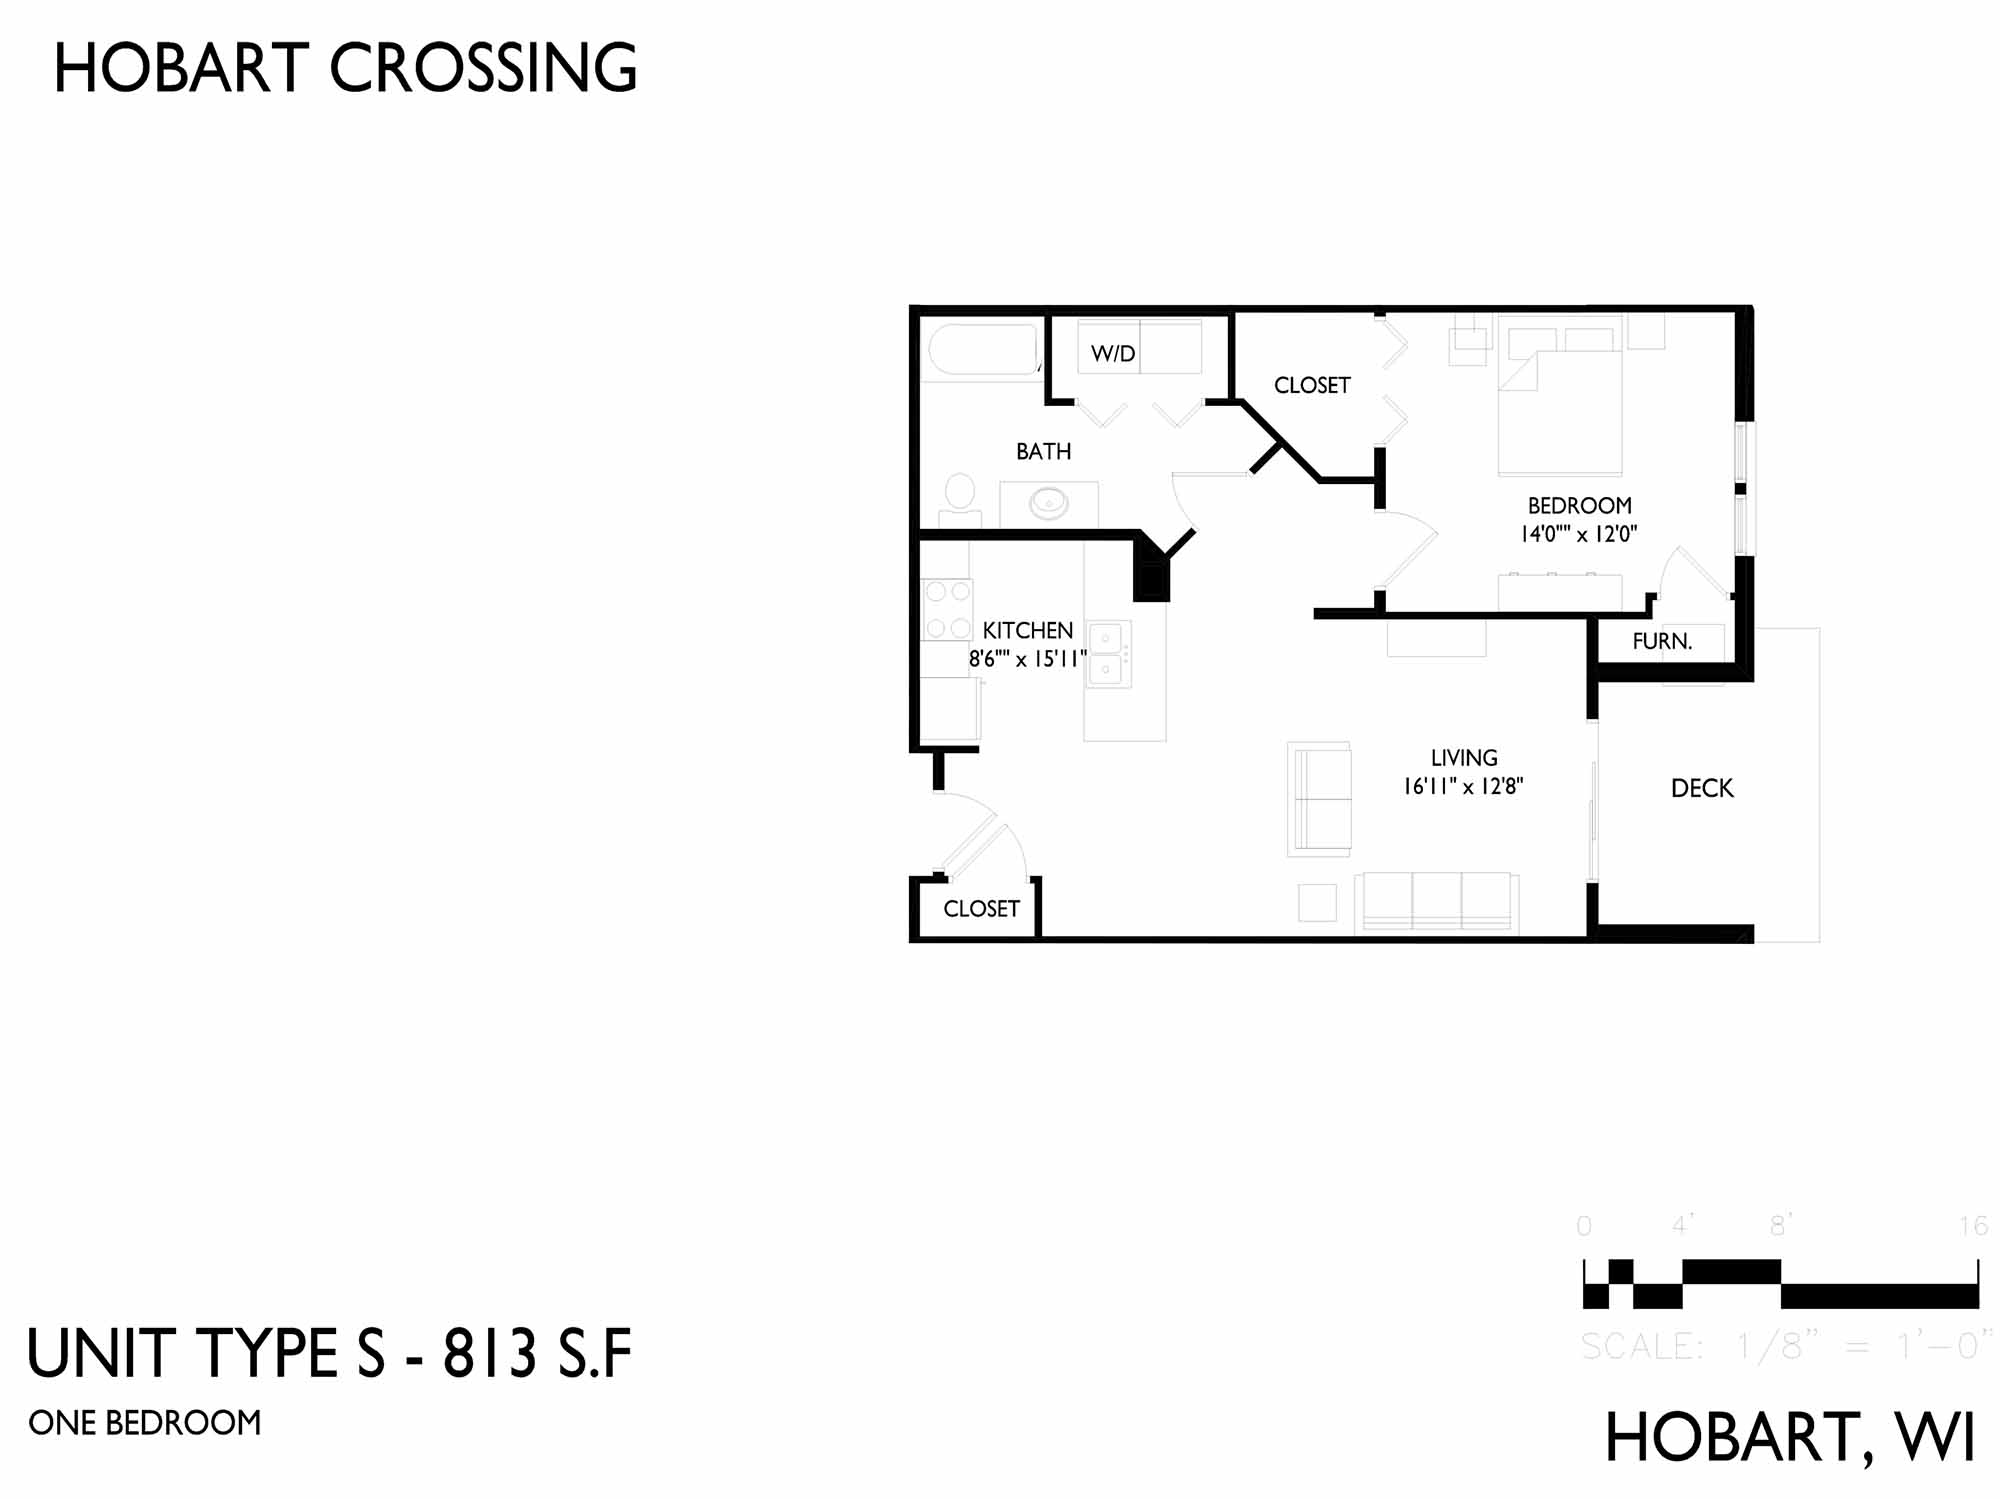 HOBART CROSSING
W/D
CLOSET
BATH
BEDROOM
14'0"" x 12'0"
KITCHEN
8'6"" x 15'11"
FURN.
LIVING
16'11" x 12'8"
DECK
CLOSET
0 4' 8' 16
SCALE: 1/8" = 1'-0"
UNIT TYPE S - 813 S.F
ONE BEDROOM
HOBART, WI